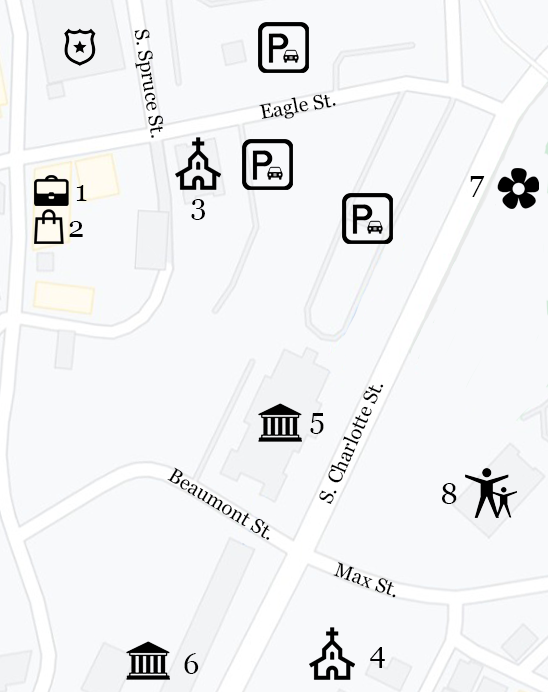 S. Spruce St.
P
Eagle St.
P
1
2
3
P
7
5
S. Charlotte St.
8
Beaumont St.
Max St.
6
4